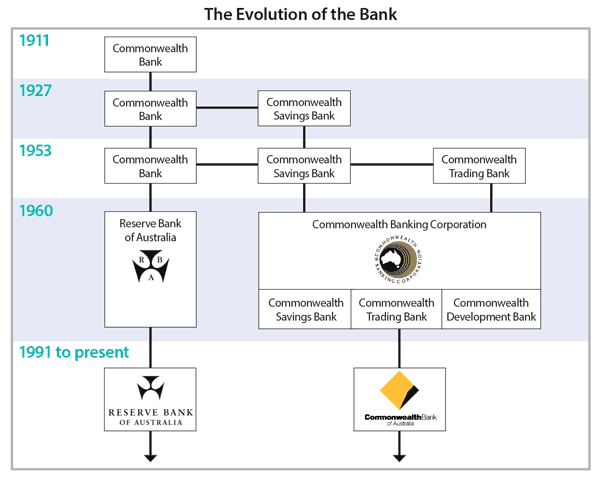 The Evolution of the Bank
1911
Commonwealth
Bank
1927
Commonwealth
Bank
Commonwealth
Savings Bank
1953
Commonwealth
Bank
Commonwealth
Savings Bank
Commonwealth
Trading Bank
1960
Reserve Bank
of Australia
R B
A
Commonwealth Banking Corporation
COMMONWEALTH
BANKING CORPORATION
Commonwealth
Savings Bank
Commonwealth
Trading Bank
Commonwealth
Development Bank
1991 to present
RESERVE BANK
OF AUSTRALIA
CommonwealthBank
of Australia